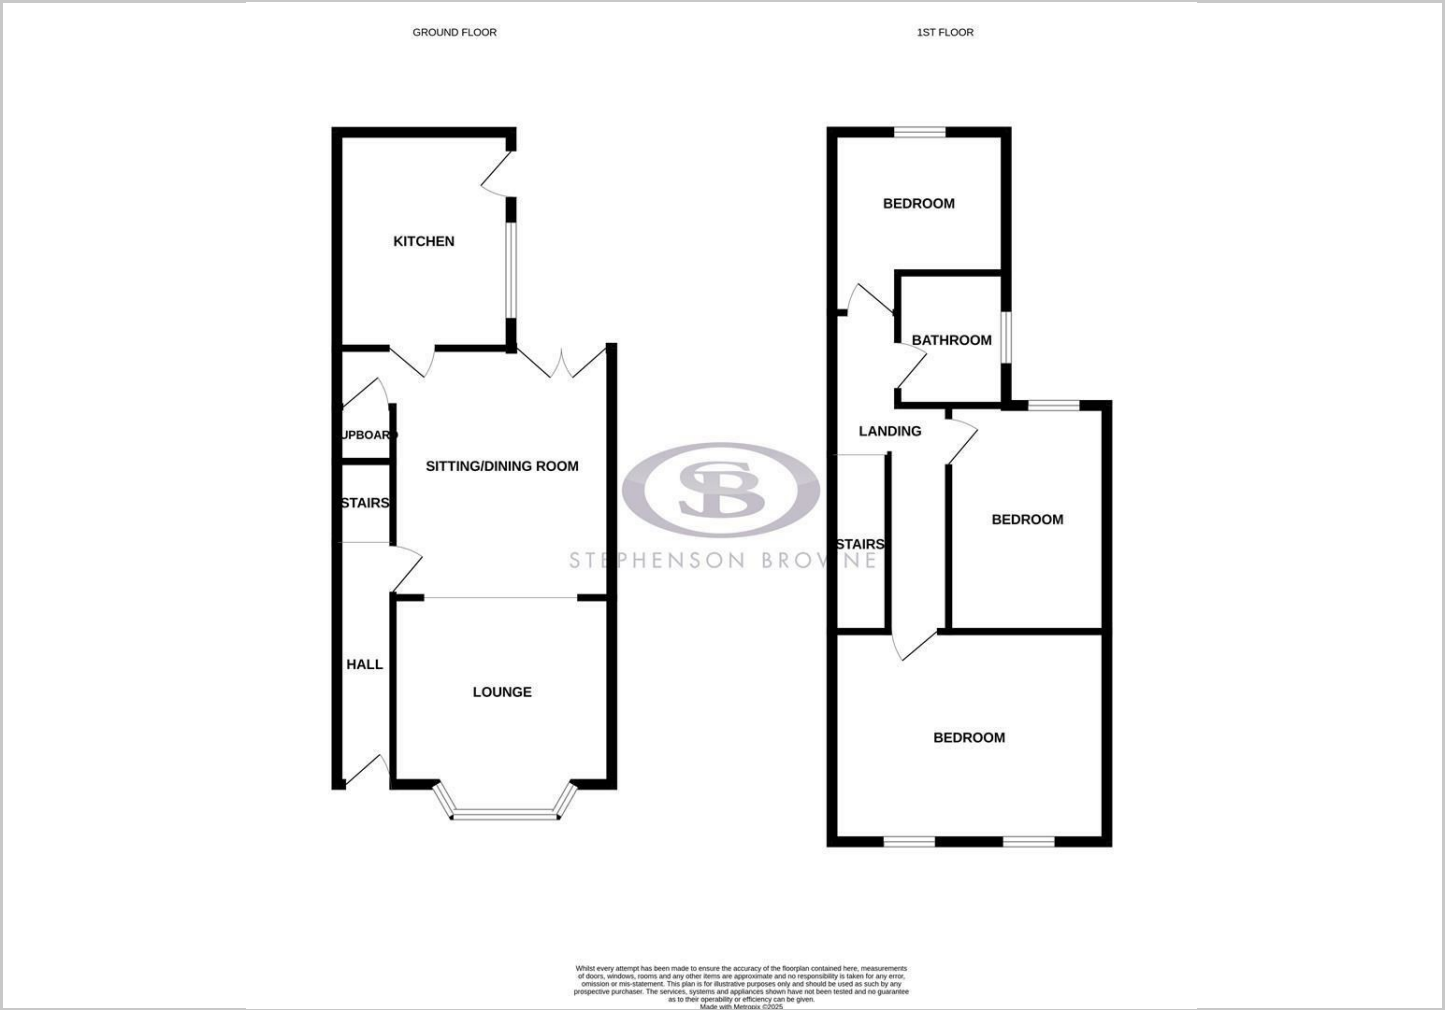 GROUND FLOOR
1ST FLOOR
KITCHEN
UPBOARD
SITTING/DINING ROOM
STAIRS
HALL
LOUNGE
BEDROOM
BATHROOM
LANDING
BEDROOM
STAIRS
BEDROOM
SB
STEPHENSON BROWNE
Whilst every attempt has been made to ensure the accuracy of the floorplan contained here, measurements
of doors, windows, rooms and any other items are approximate and no responsibility is taken for any error,
omission or mis-statement. This plan is for illustrative purposes only and should be used as such by any
prospective purchaser. The services, systems and appliances shown have not been tested and no guarantee
as to their operability or efficiency can be given.
Made with Metropix ©2025